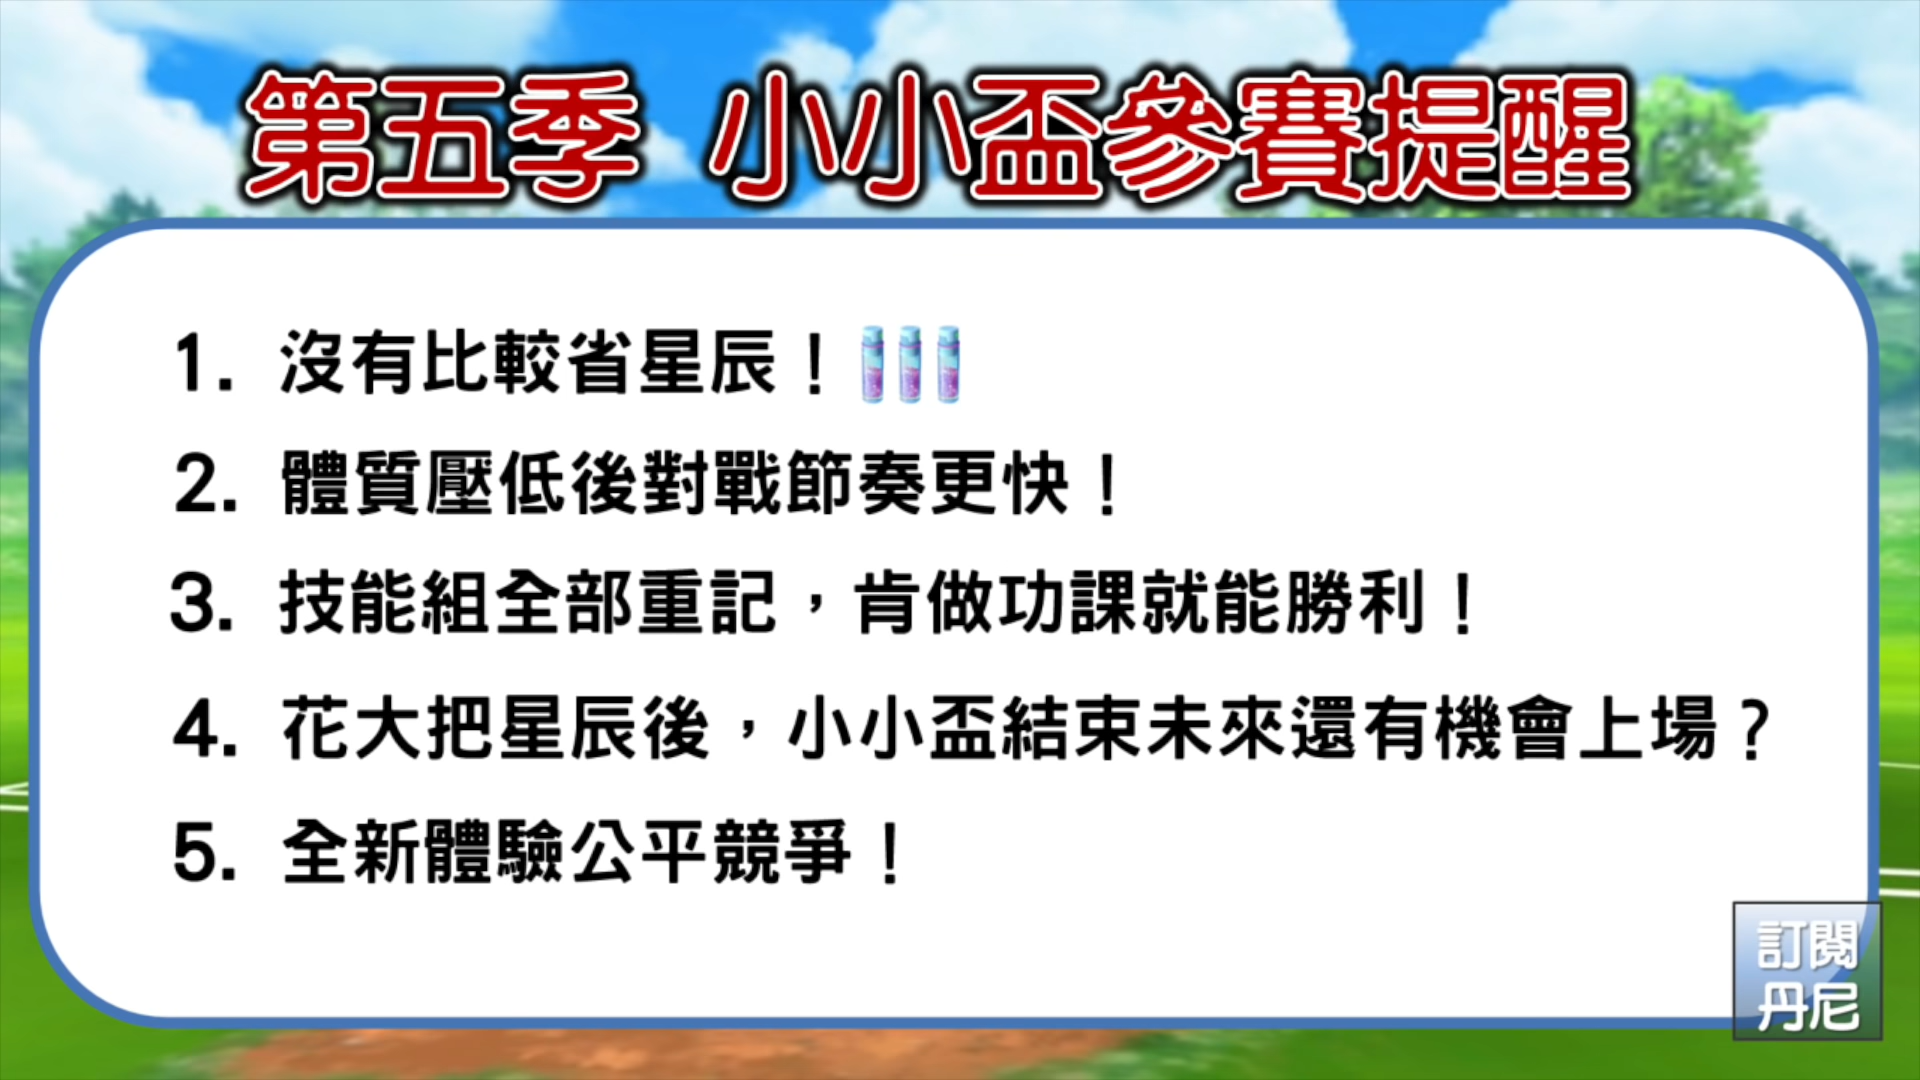 第五季 小小盃參賽提醒
1. 沒有比較省星辰！
2. 體質壓低後對戰節奏更快！
3. 技能組全部重記，肯做功課就能勝利！
4. 花大把星辰後，小小盃結束未來還有機會上場？
5. 全新體驗公平競爭！
訂閱
丹尼